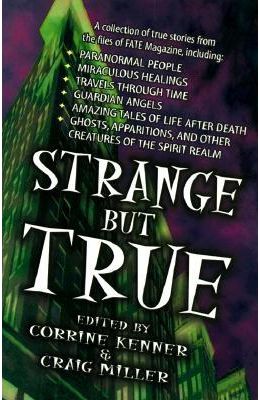 A collection of true stories from
the files of FATE Magazine, including:
PARANORMAL PEOPLE
MIRACULOUS HEALINGS
TRAVELS THROUGH TIME
GUARDIAN ANGELS
AMAZING TALES OF LIFE AFTER DEATH
GHOSTS, APPARITIONS, AND OTHER
CREATURES OF THE SPIRIT REALM
STRANGE
BUT
TRUE
EDITED BY
CORRINE KENNER
&
CRAIG MILLER